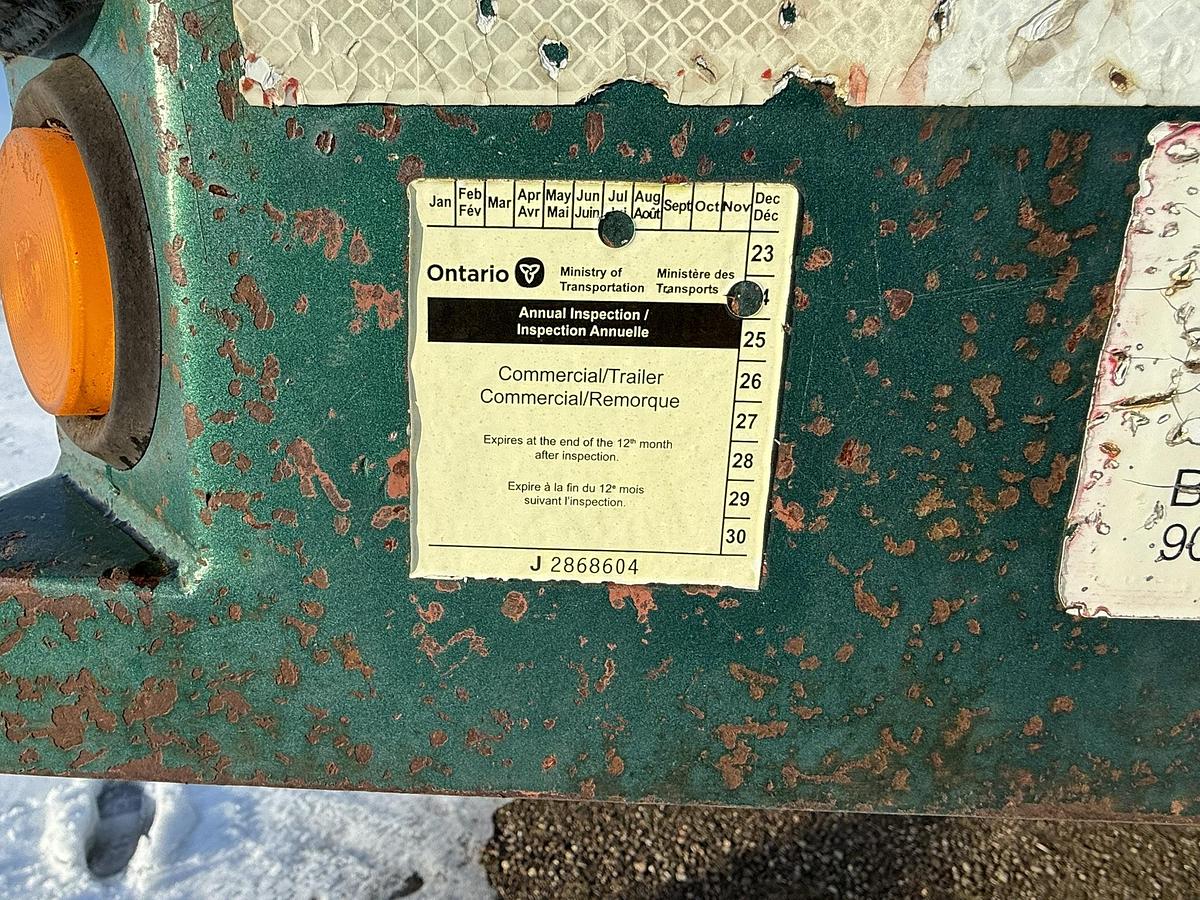 Jan Feb Mar Apr May Jun Jul Aug Sept Oct Nov Dec
Fév Avr Mai Juin Août Déc
23
Ontario Ministry of Ministère des
Transportation Transports
Annual Inspection /
Inspection Annuelle
25
Commercial/Trailer
Commercial/Remorque
26
27
Expires at the end of the 12th month
after inspection.
28
Expire à la fin du 12e mois
suivant l'inspection.
29
30
J 2868604